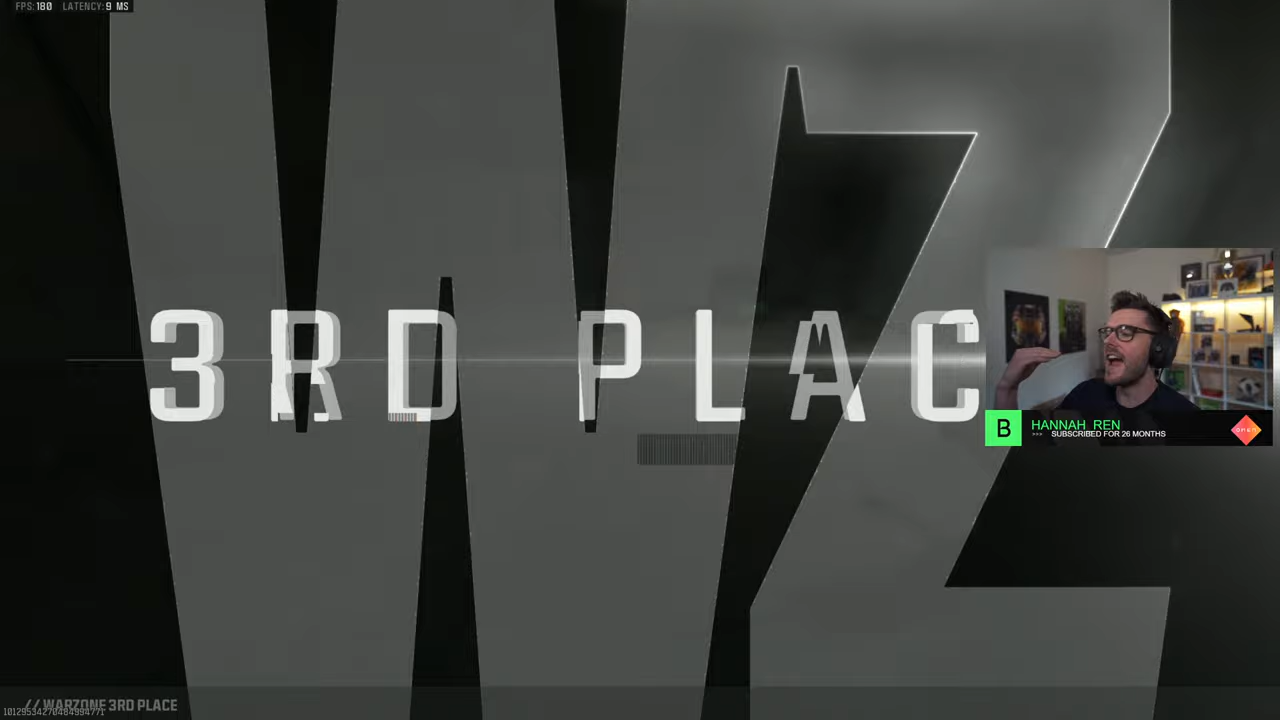 FPS:180 LATENCY:9 MS
3RD PLAC
B
HANNAH_REN
>>> SUBSCRIBED FOR 26 MONTHS
// WARZONE 3RD PLACE